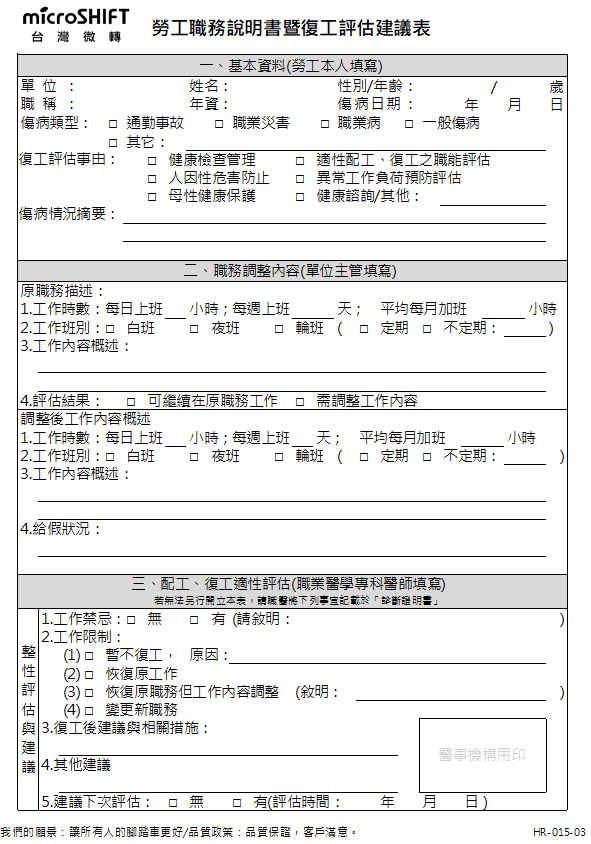 microSHIFT
台灣微轉
勞工職務說明書暨復工評估建議表
一、基本資料(勞工本人填寫)
單位： 姓名： 性別/年齡： / 歲
職稱： 年資： 傷病日期： 年 月 日
傷病類型： □ 通勤事故 □ 職業災害 □ 職業病 □ 一般傷病
□ 其它：
復工評估事由： □ 健康檢查管理 □ 適性配工、復工之職能評估
□ 人因性危害防止 □ 異常工作負荷預防評估
□ 母性健康保護 □ 健康諮詢/其他：
傷病情況摘要：
二、職務調整內容(單位主管填寫)
原職務描述：
1.工作時數：每日上班 小時；每週上班 天； 平均每月加班 小時
2.工作班別：□ 白班 □ 夜班 □ 輪班 ( □ 定期 □ 不定期： )
3.工作內容概述：
4.評估結果： □ 可繼續在原職務工作 □ 需調整工作內容
調整後工作內容概述
1.工作時數：每日上班 小時；每週上班 天； 平均每月加班 小時
2.工作班別：□ 白班 □ 夜班 □ 輪班 ( □ 定期 □ 不定期： )
3.工作內容概述：
4.給假狀況：
三、配工、復工適性評估(職業醫學專科醫師填寫)
若無法另行開立本表，請職醫將下列事宜記載於「診斷證明書」
整性評估與建議
1.工作禁忌：□ 無 □ 有 (請敘明： )
2.工作限制：
(1) □ 暫不復工， 原因：
(2) □ 恢復原工作
(3) □ 恢復原職務但工作內容調整 (敘明： )
(4) □ 變更新職務
3.復工後建議與相關措施：
醫事機構用印
4.其他建議
5.建議下次評估： □ 無 □ 有(評估時間： 年 月 日 )
我們的願景：讓所有人的腳踏車更好/品質政策：品質保證，客戶滿意。 HR-015-03